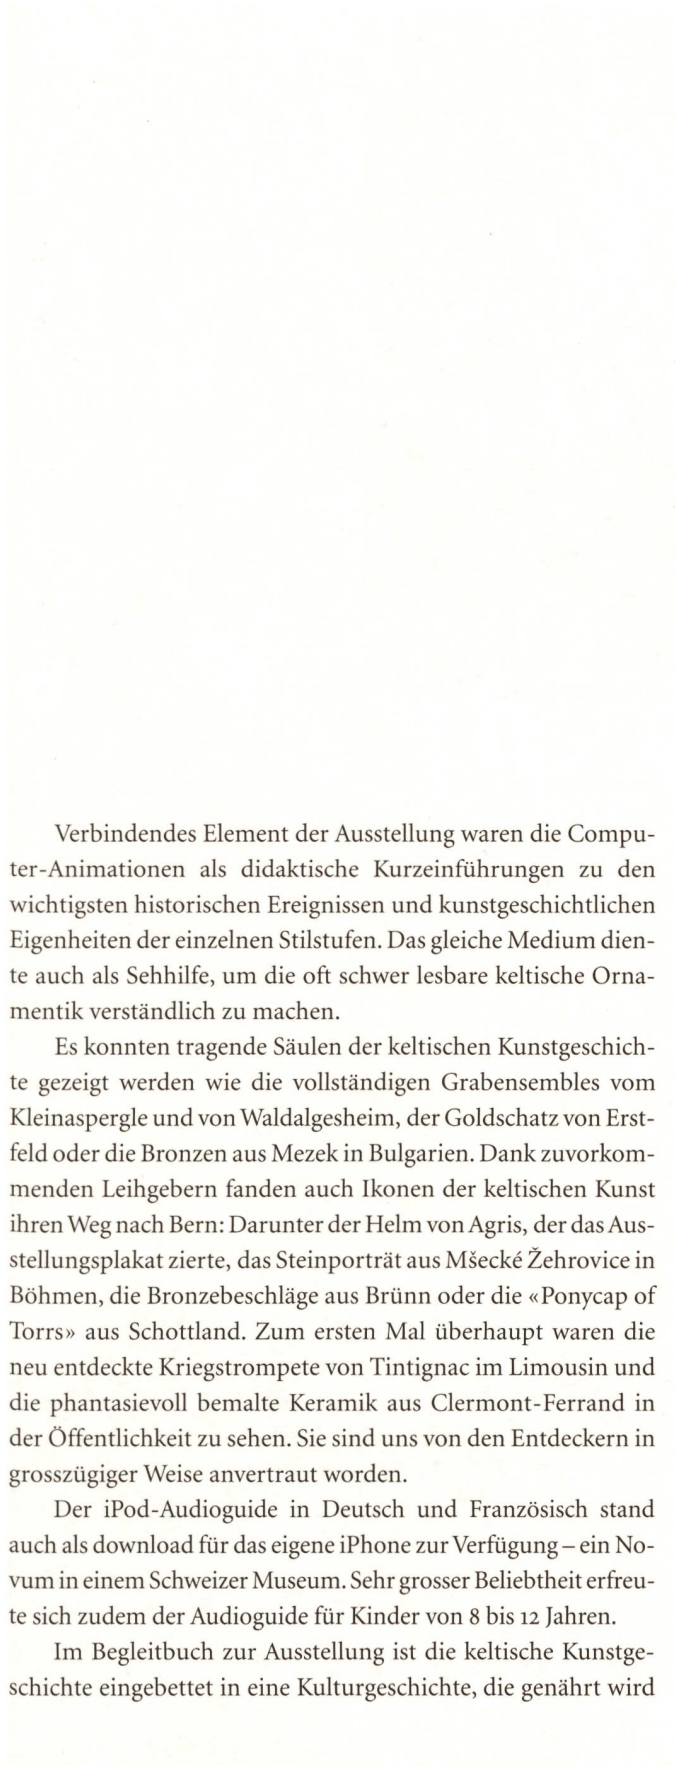 Verbindendes Element der Ausstellung waren die Compu-
ter-Animationen als didaktische Kurzeinführungen zu den
wichtigsten historischen Ereignissen und kunstgeschichtlichen
Eigenheiten der einzelnen Stilstufen. Das gleiche Medium dien-
te auch als Sehhilfe, um die oft schwer lesbare keltische Orna-
mentik verständlich zu machen.
Es konnten tragende Säulen der keltischen Kunstgeschich-
te gezeigt werden wie die vollständigen Grabensembles vom
Kleinaspergle und von Waldalgesheim, der Goldschatz von Erst-
feld oder die Bronzen aus Mezek in Bulgarien. Dank zuvorkom-
menden Leihgebern fanden auch Ikonen der keltischen Kunst
ihren Weg nach Bern: Darunter der Helm von Agris, der das Aus-
stellungsplakat zierte, das Steinporträt aus Mšecké Žehrovice in
Böhmen, die Bronzebeschläge aus Brünn oder die «Ponycap of
Torrs» aus Schottland. Zum ersten Mal überhaupt waren die
neu entdeckte Kriegstrompete von Tintignac im Limousin und
die phantasievoll bemalte Keramik aus Clermont-Ferrand in
der Öffentlichkeit zu sehen. Sie sind uns von den Entdeckern in
grosszügiger Weise anvertraut worden.
Der iPod-Audioguide in Deutsch und Französisch stand
auch als download für das eigene iPhone zur Verfügung – ein No-
vum in einem Schweizer Museum. Sehr grosser Beliebtheit erfreu-
te sich zudem der Audioguide für Kinder von 8 bis 12 Jahren.
Im Begleitbuch zur Ausstellung ist die keltische Kunstge-
schichte eingebettet in eine Kulturgeschichte, die genährt wird